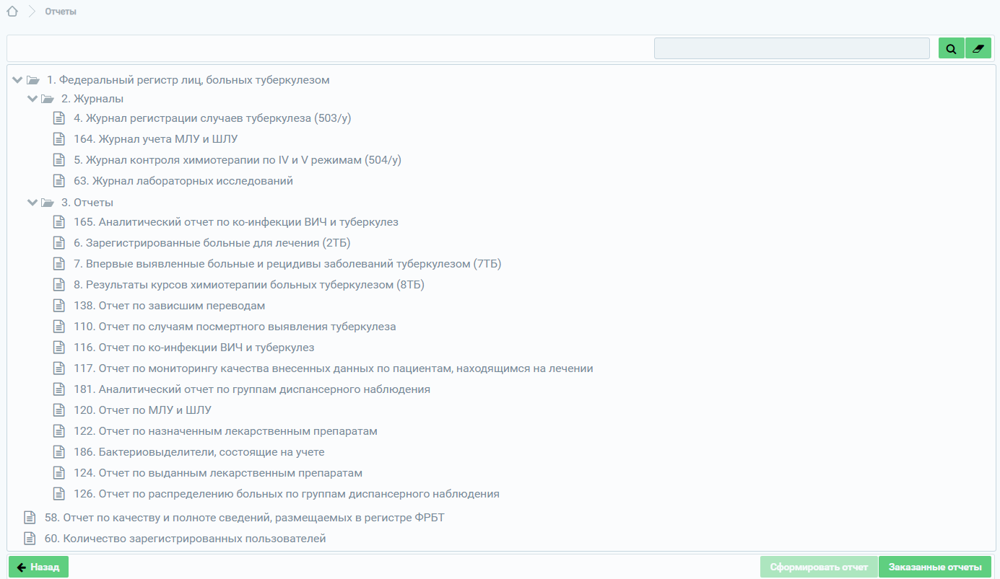 Отчеты
1. Федеральный регистр лиц, больных туберкулезом
2. Журналы
4. Журнал регистрации случаев туберкулеза (503/у)
164. Журнал учета МЛУ и ШЛУ
5. Журнал контроля химиотерапии по IV и V режимам (504/у)
63. Журнал лабораторных исследований
3. Отчеты
165. Аналитический отчет по ко-инфекции ВИЧ и туберкулез
6. Зарегистрированные больные для лечения (2ТБ)
7. Впервые выявленные больные и рецидивы заболеваний туберкулезом (7ТБ)
8. Результаты курсов химиотерапии больных туберкулезом (8ТБ)
138. Отчет по зависшим переводам
110. Отчет по случаям посмертного выявления туберкулеза
116. Отчет по ко-инфекции ВИЧ и туберкулез
117. Отчет по мониторингу качества внесенных данных по пациентам, находящимся на лечении
181. Аналитический отчет по группам диспансерного наблюдения
120. Отчет по МЛУ и ШЛУ
122. Отчет по назначенным лекарственным препаратам
186. Бактериовыделители, состоящие на учете
124. Отчет по выданным лекарственным препаратам
126. Отчет по распределению больных по группам диспансерного наблюдения
58. Отчет по качеству и полноте сведений, размещаемых в регистре ФРБТ
60. Количество зарегистрированных пользователей
Назад
Сформировать отчет
Заказанные отчеты